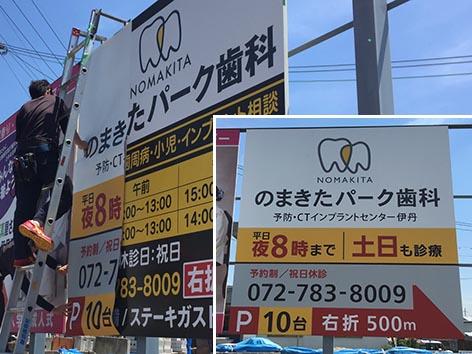 NOMAKITA
のまきたパーク歯科
予防・CT
歯周病・小児・インプラント相談
午前
15:00
~13:00
~13:00
14:00
平日
夜8時
予約制/
休診日:祝日
072-7
83-8009
右折
P 10台
ステーキガスト
NOMAKITA
のまきたパーク歯科
予防・CTインプラントセンター伊丹
平日
夜8時まで 土日も診療
予約制/祝日休診
072-783-8009
P 10台 右折 500m